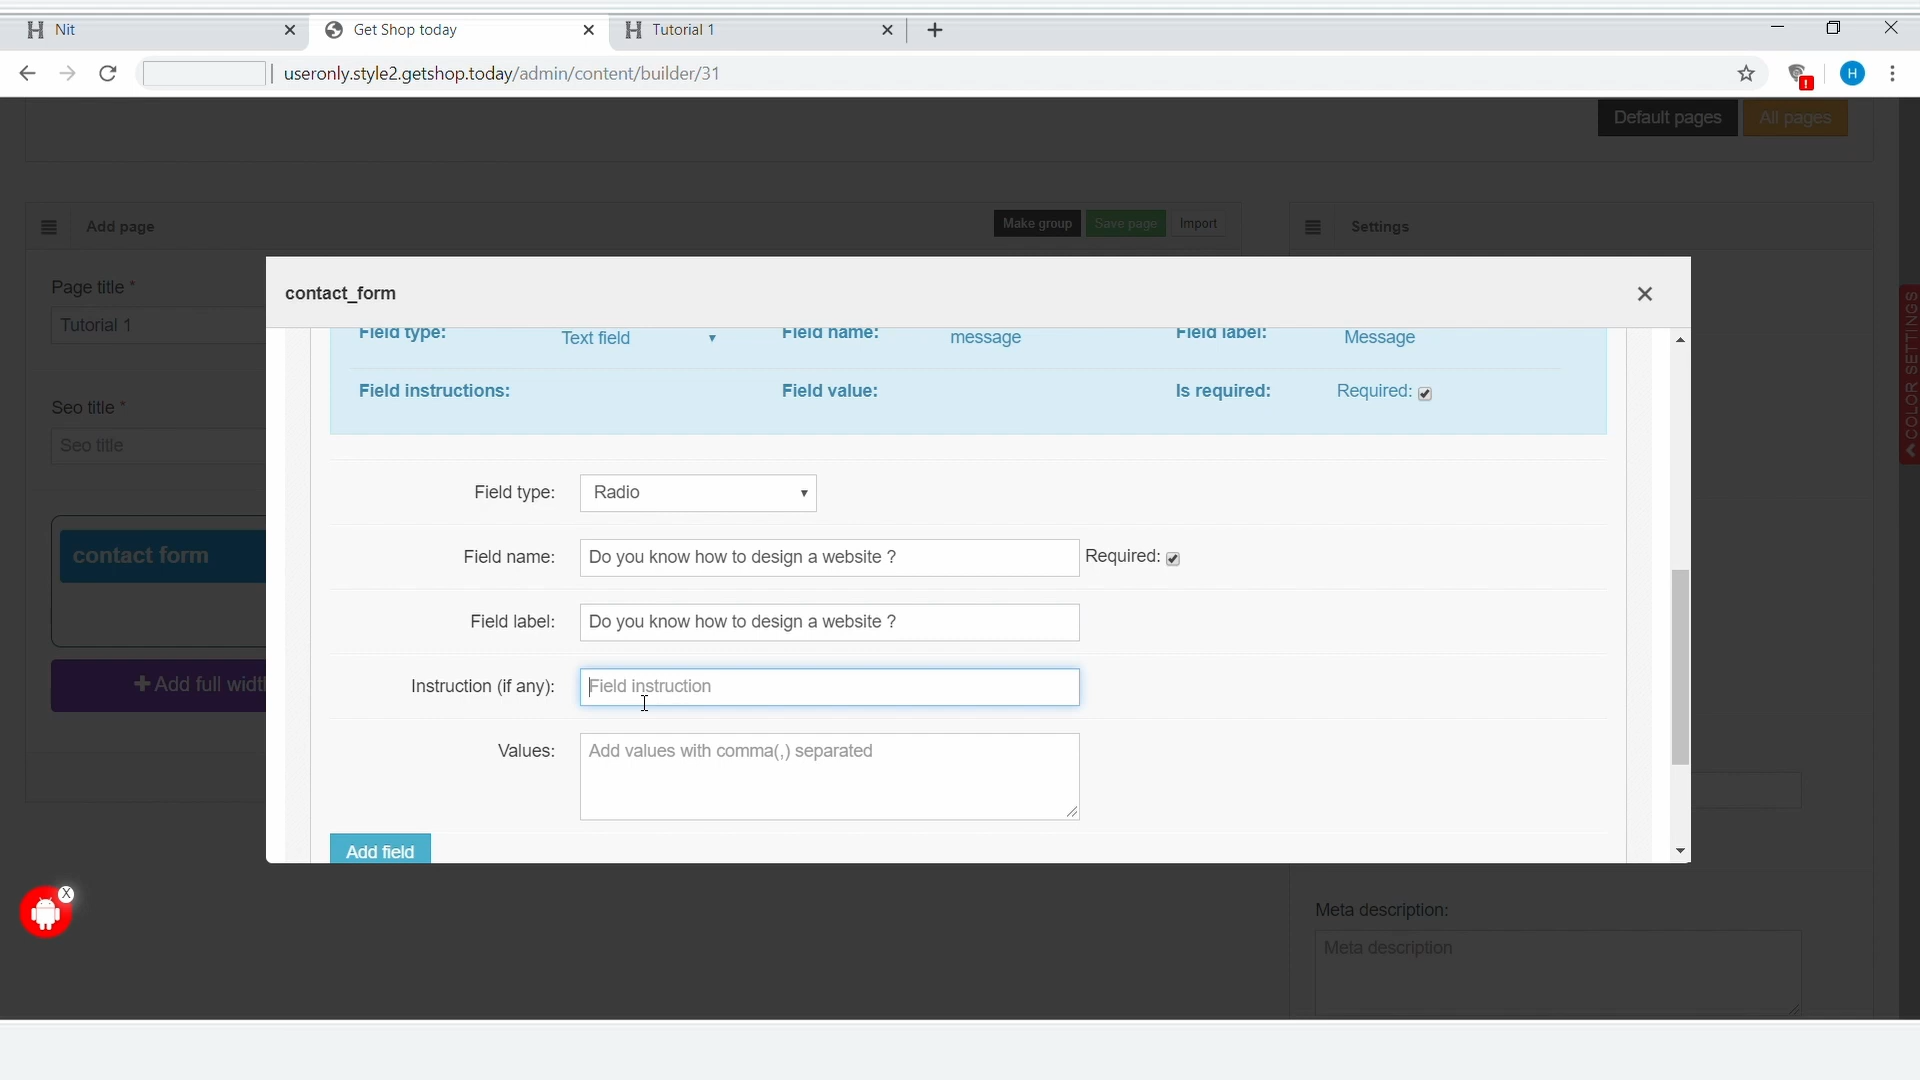 Nit
Get Shop today
Tutorial 1
useronly.style2.getshop.today/admin/content/builder/31
H
Default pages
All pages
Add page
Make group
Save page
Import
Settings
Page title *
Tutorial 1
Seo title *
Seo title
contact form
+ Add full widt
< COLOR SETTINGS
contact_form
Field type:
Text field
Field name:
message
Field label:
Message
Field instructions:
Field value:
Is required:
Required:
Field type:
Radio
Field name:
Do you know how to design a website ?
Required:
Field label:
Do you know how to design a website ?
Instruction (if any):
Field instruction
Values:
Add values with comma(,) separated
Add field
X
Meta description:
Meta description